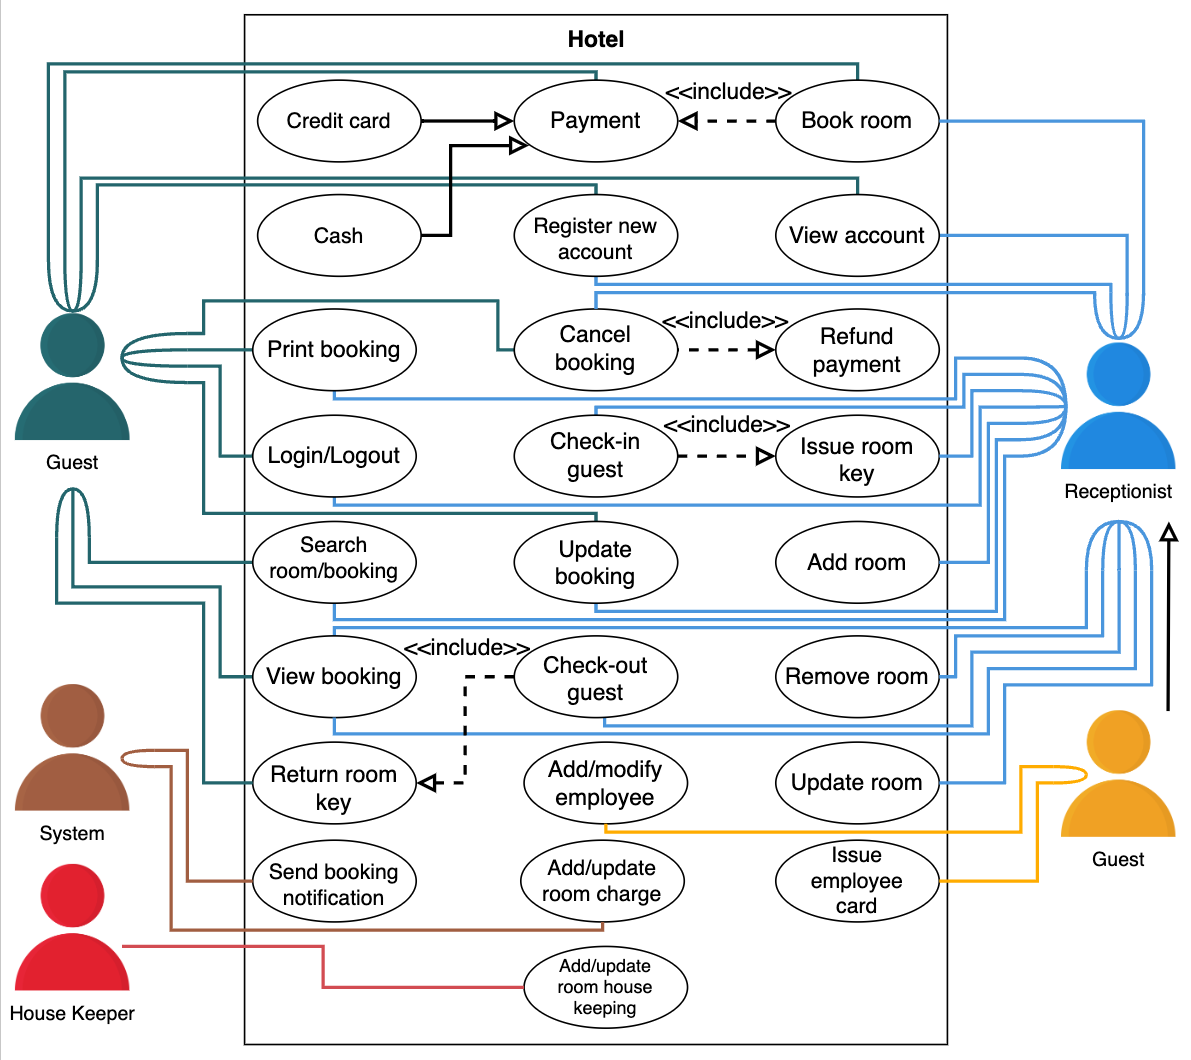 Hotel
<<include>>
Credit card
Payment
Book room
Cash
Register new
account
View account
<<include>>
Print booking
Cancel
booking
Refund
payment
<<include>>
Login/Logout
Check-in
guest
Issue room
key
Guest
Receptionist
Search
room/booking
Update
booking
Add room
<<include>>
View booking
Check-out
guest
Remove room
Return room
key
Add/modify
employee
Update room
System
Guest
Send booking
notification
Add/update
room charge
Issue
employee
card
Add/update
room house
keeping
House Keeper